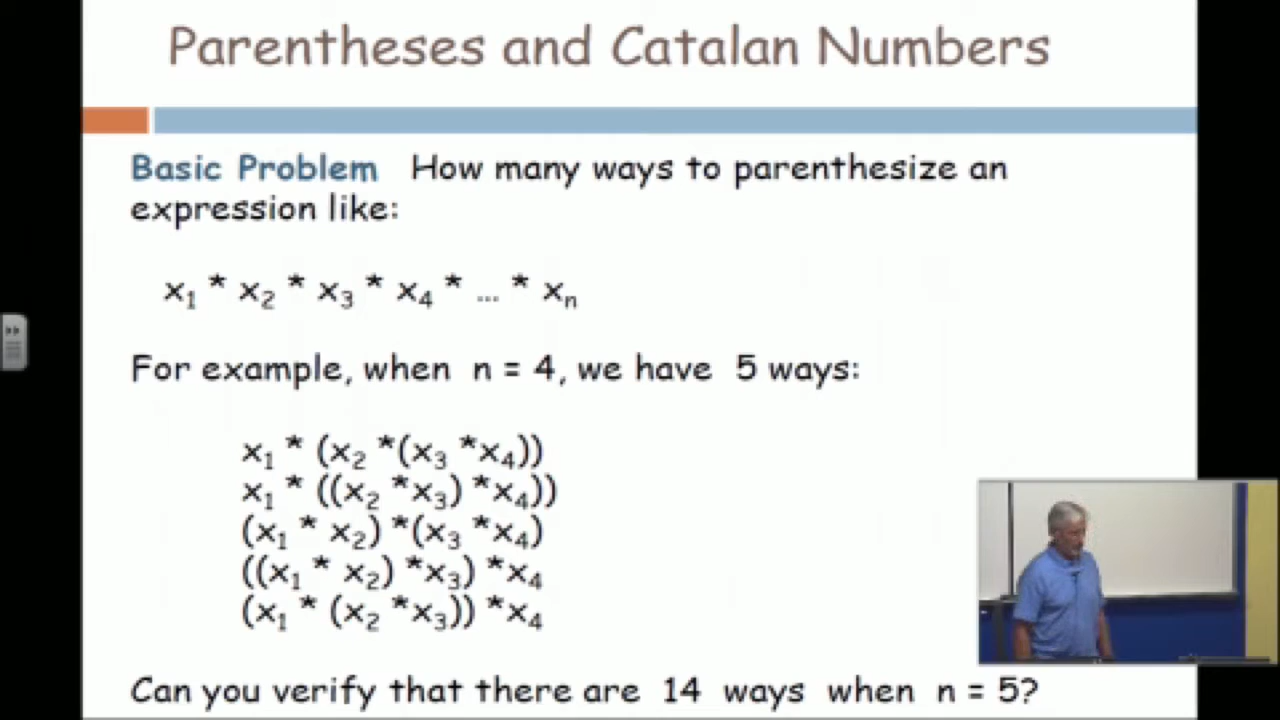 Parentheses and Catalan Numbers
Basic Problem How many ways to parenthesize an
expression like:
x₁ * x₂ * x₃ * x₄ * ... * xₙ
For example, when n = 4, we have 5 ways:
x₁ * (x₂ *(x₃ *x₄))
x₁ * ((x₂ *x₃) *x₄))
(x₁ * x₂) *(x₃ *x₄)
((x₁ * x₂) *x₃) *x₄
(x₁ * (x₂ *x₃)) *x₄
Can you verify that there are 14 ways when n = 5?